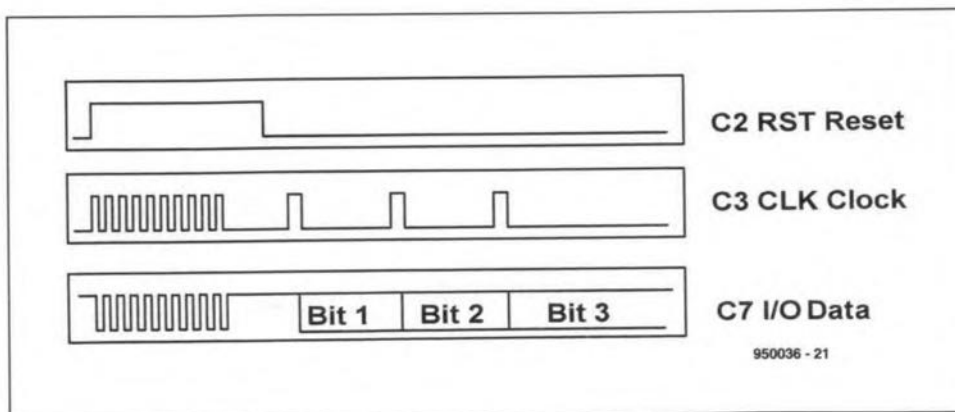 C2 RST Reset
C3 CLK Clock
Bit 1 Bit 2 Bit 3
C7 I/O Data
950036 - 21